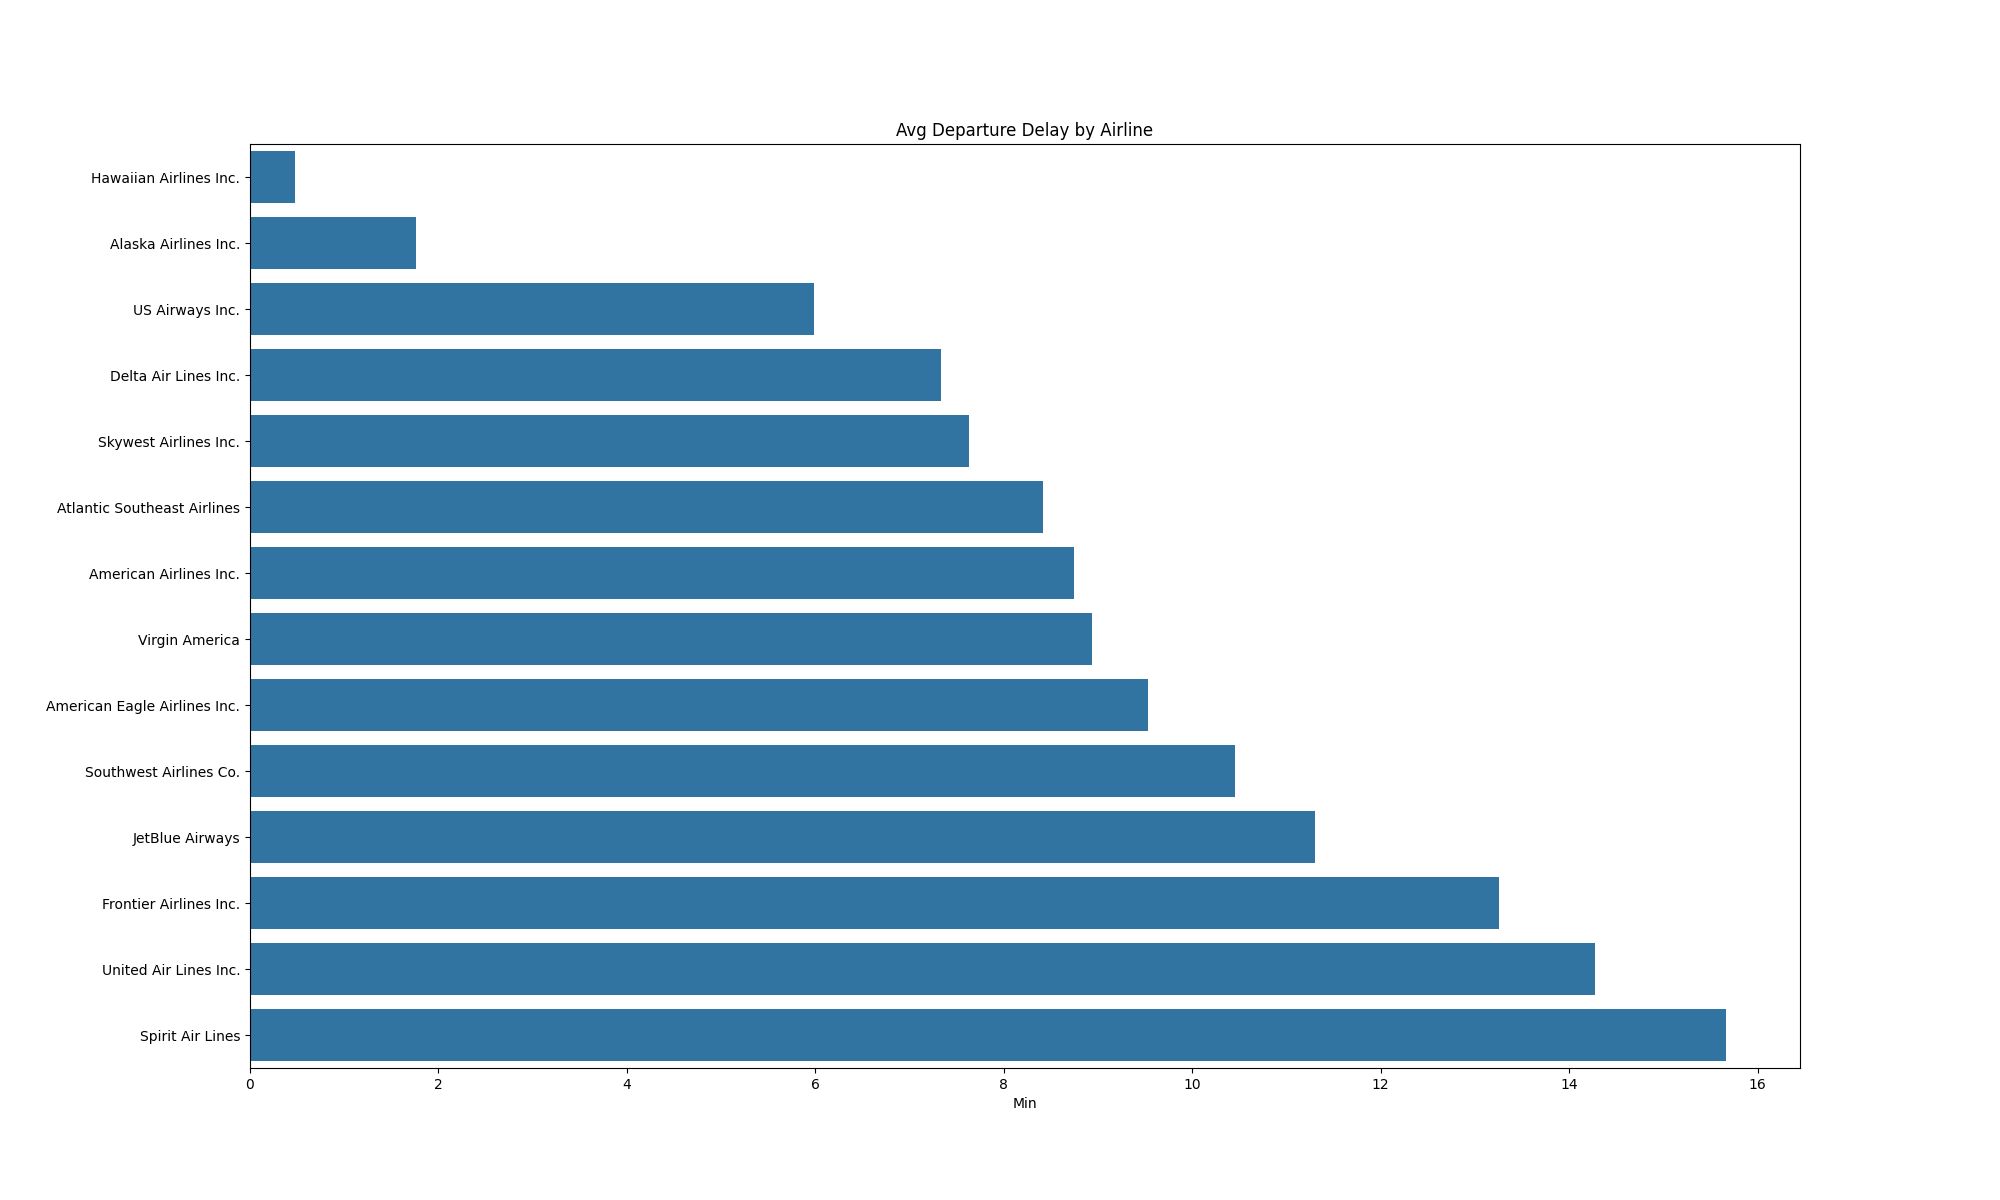 Avg Departure Delay by Airline
Hawaiian Airlines Inc.
Alaska Airlines Inc.
US Airways Inc.
Delta Air Lines Inc.
Skywest Airlines Inc.
Atlantic Southeast Airlines
American Airlines Inc.
Virgin America
American Eagle Airlines Inc.
Southwest Airlines Co.
JetBlue Airways
Frontier Airlines Inc.
United Air Lines Inc.
Spirit Air Lines
0 2 4 6 8 10 12 14 16
Min